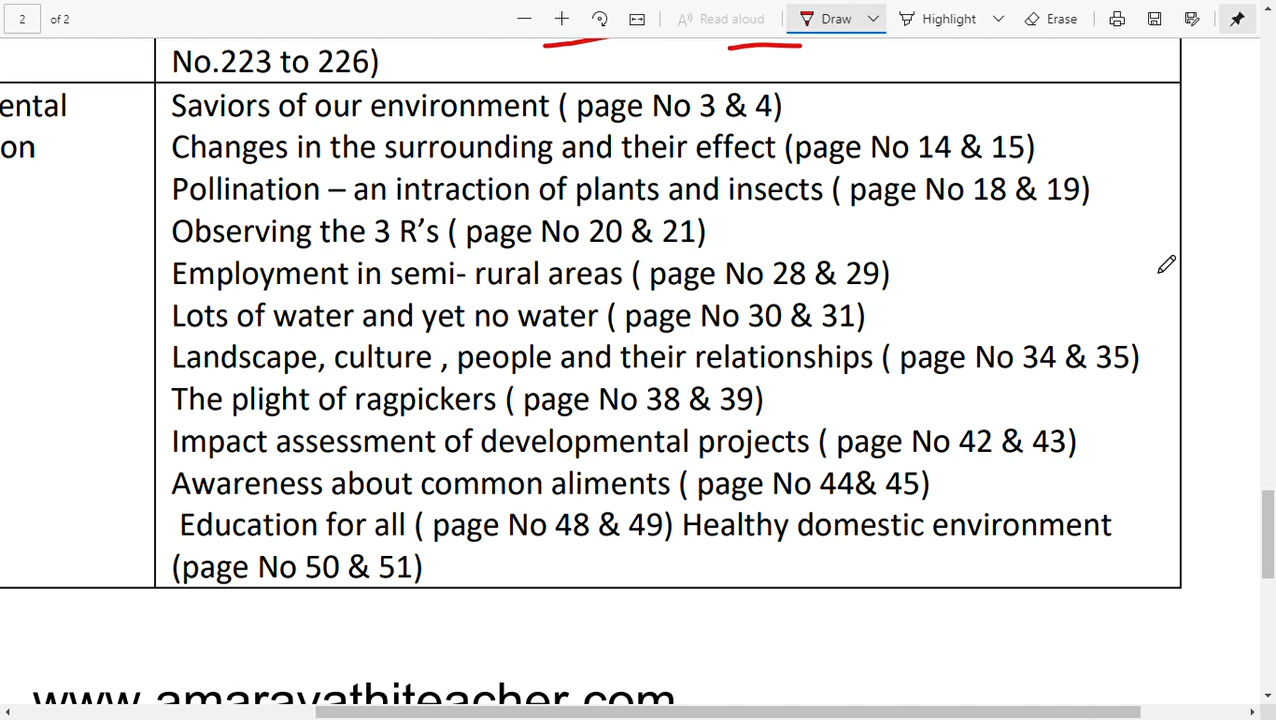 2 of 2 Read aloud Draw Highlight Erase
No.223 to 226)
ental
Saviors of our environment ( page No 3 & 4)
on
Changes in the surrounding and their effect (page No 14 & 15)
Pollination – an intraction of plants and insects ( page No 18 & 19)
Observing the 3 R’s ( page No 20 & 21)
Employment in semi- rural areas ( page No 28 & 29)
Lots of water and yet no water ( page No 30 & 31)
Landscape, culture , people and their relationships ( page No 34 & 35)
The plight of ragpickers ( page No 38 & 39)
Impact assessment of developmental projects ( page No 42 & 43)
Awareness about common aliments ( page No 44& 45)
Education for all ( page No 48 & 49) Healthy domestic environment
(page No 50 & 51)
www.amaravathiteacher.com